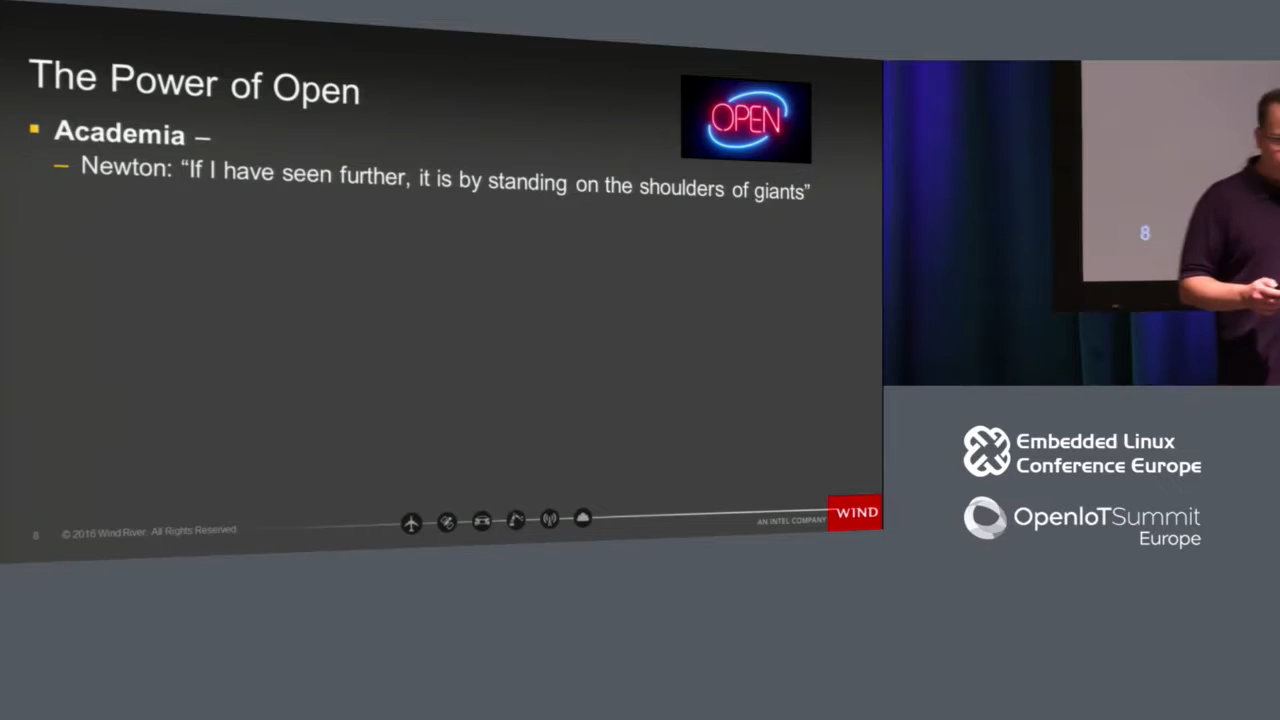 The Power of Open
OPEN
Academia –
– Newton: “If I have seen further, it is by standing on the shoulders of giants”
8
8 © 2016 Wind River. All Rights Reserved.
AN INTEL COMPANY
WIND
Embedded Linux
Conference Europe
OpenIoTSummit
Europe